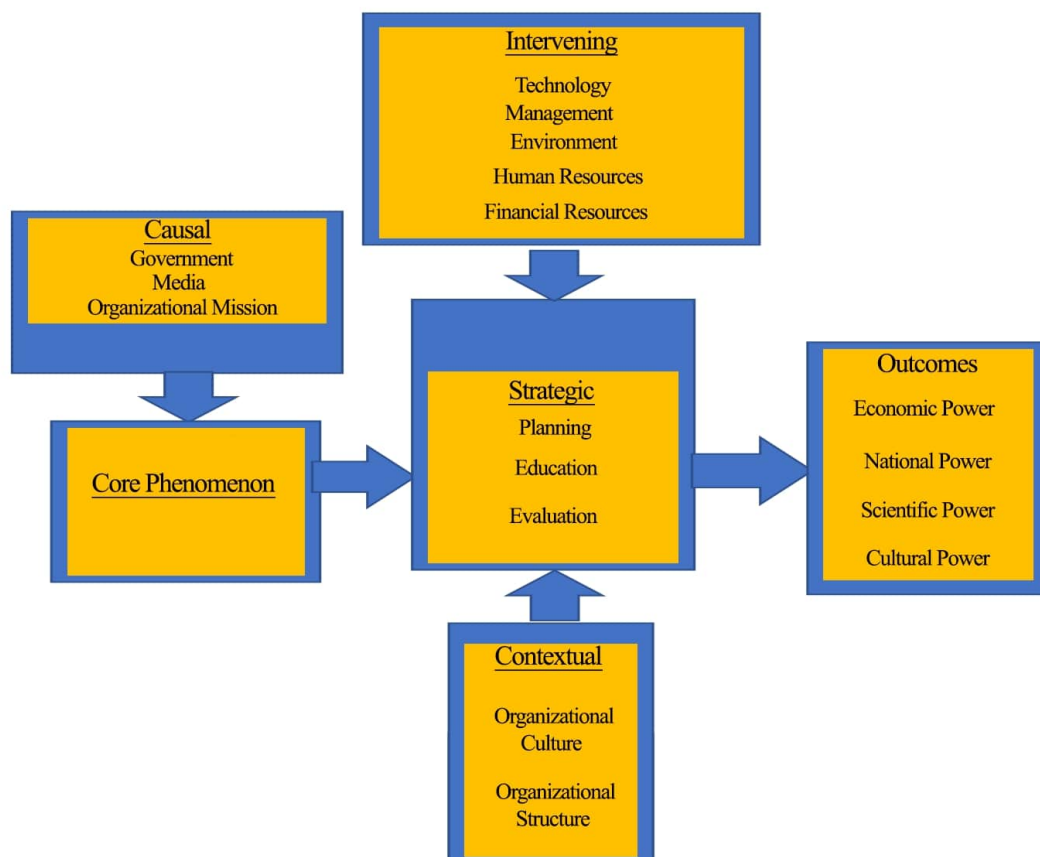 Intervening
Technology
Management
Environment
Human Resources
Financial Resources
Causal
Government
Media
Organizational Mission
Core Phenomenon
Strategic
Planning
Education
Evaluation
Outcomes
Economic Power
National Power
Scientific Power
Cultural Power
Contextual
Organizational
Culture
Organizational
Structure